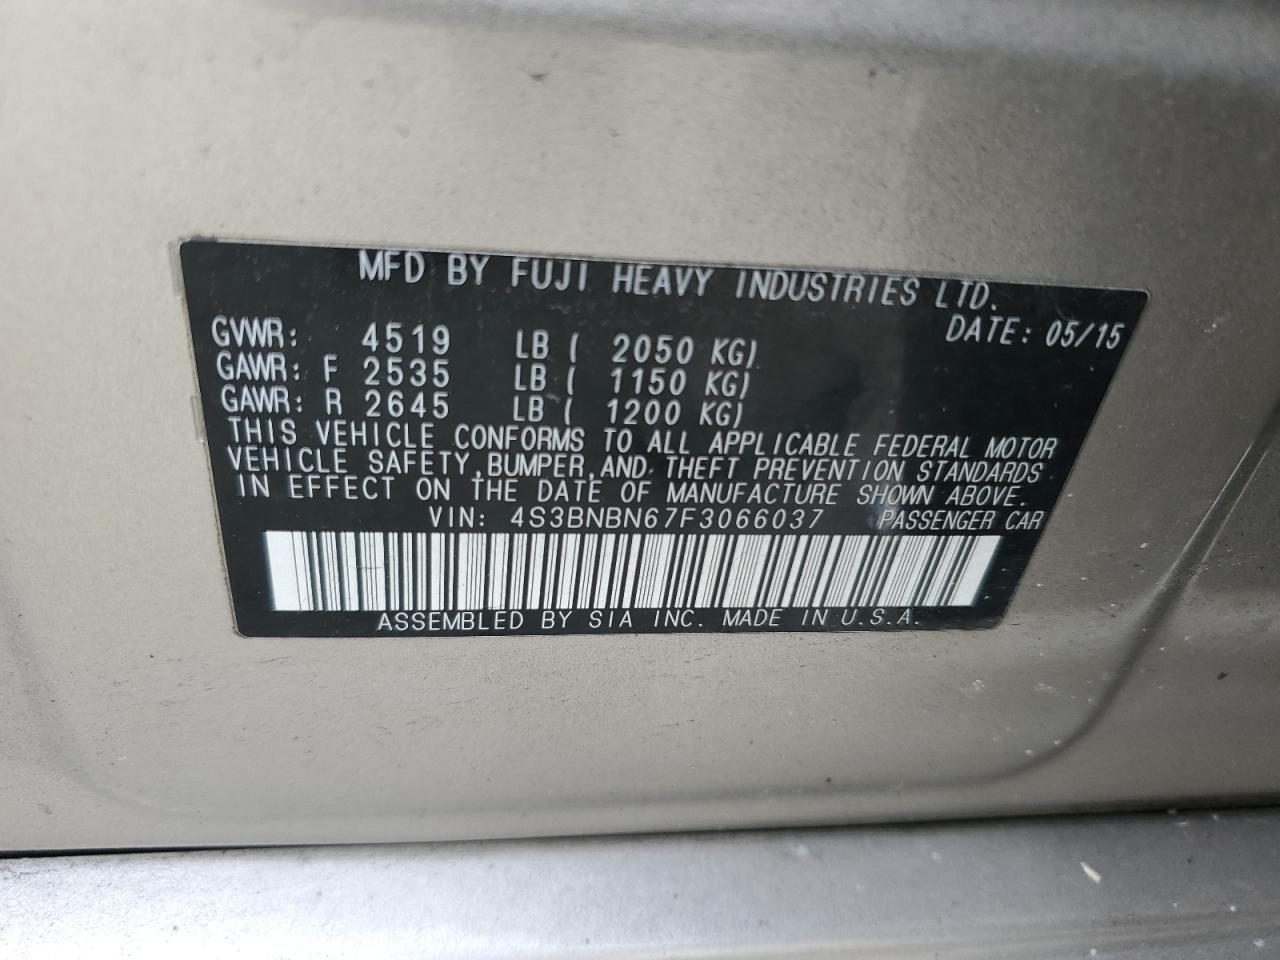 MFD BY FUJI HEAVY INDUSTRIES LTD.
DATE: 05/15
GVWR: 4519 LB ( 2050 KG)
GAWR: F 2535 LB ( 1150 KG)
GAWR: R 2645 LB ( 1200 KG)
THIS VEHICLE CONFORMS TO ALL APPLICABLE FEDERAL MOTOR
VEHICLE SAFETY,BUMPER,AND THEFT PREVENTION STANDARDS
IN EFFECT ON THE DATE OF MANUFACTURE SHOWN ABOVE.
VIN: 4S3BNBN67F3066037 PASSENGER CAR
ASSEMBLED BY SIA INC. MADE IN U.S.A.